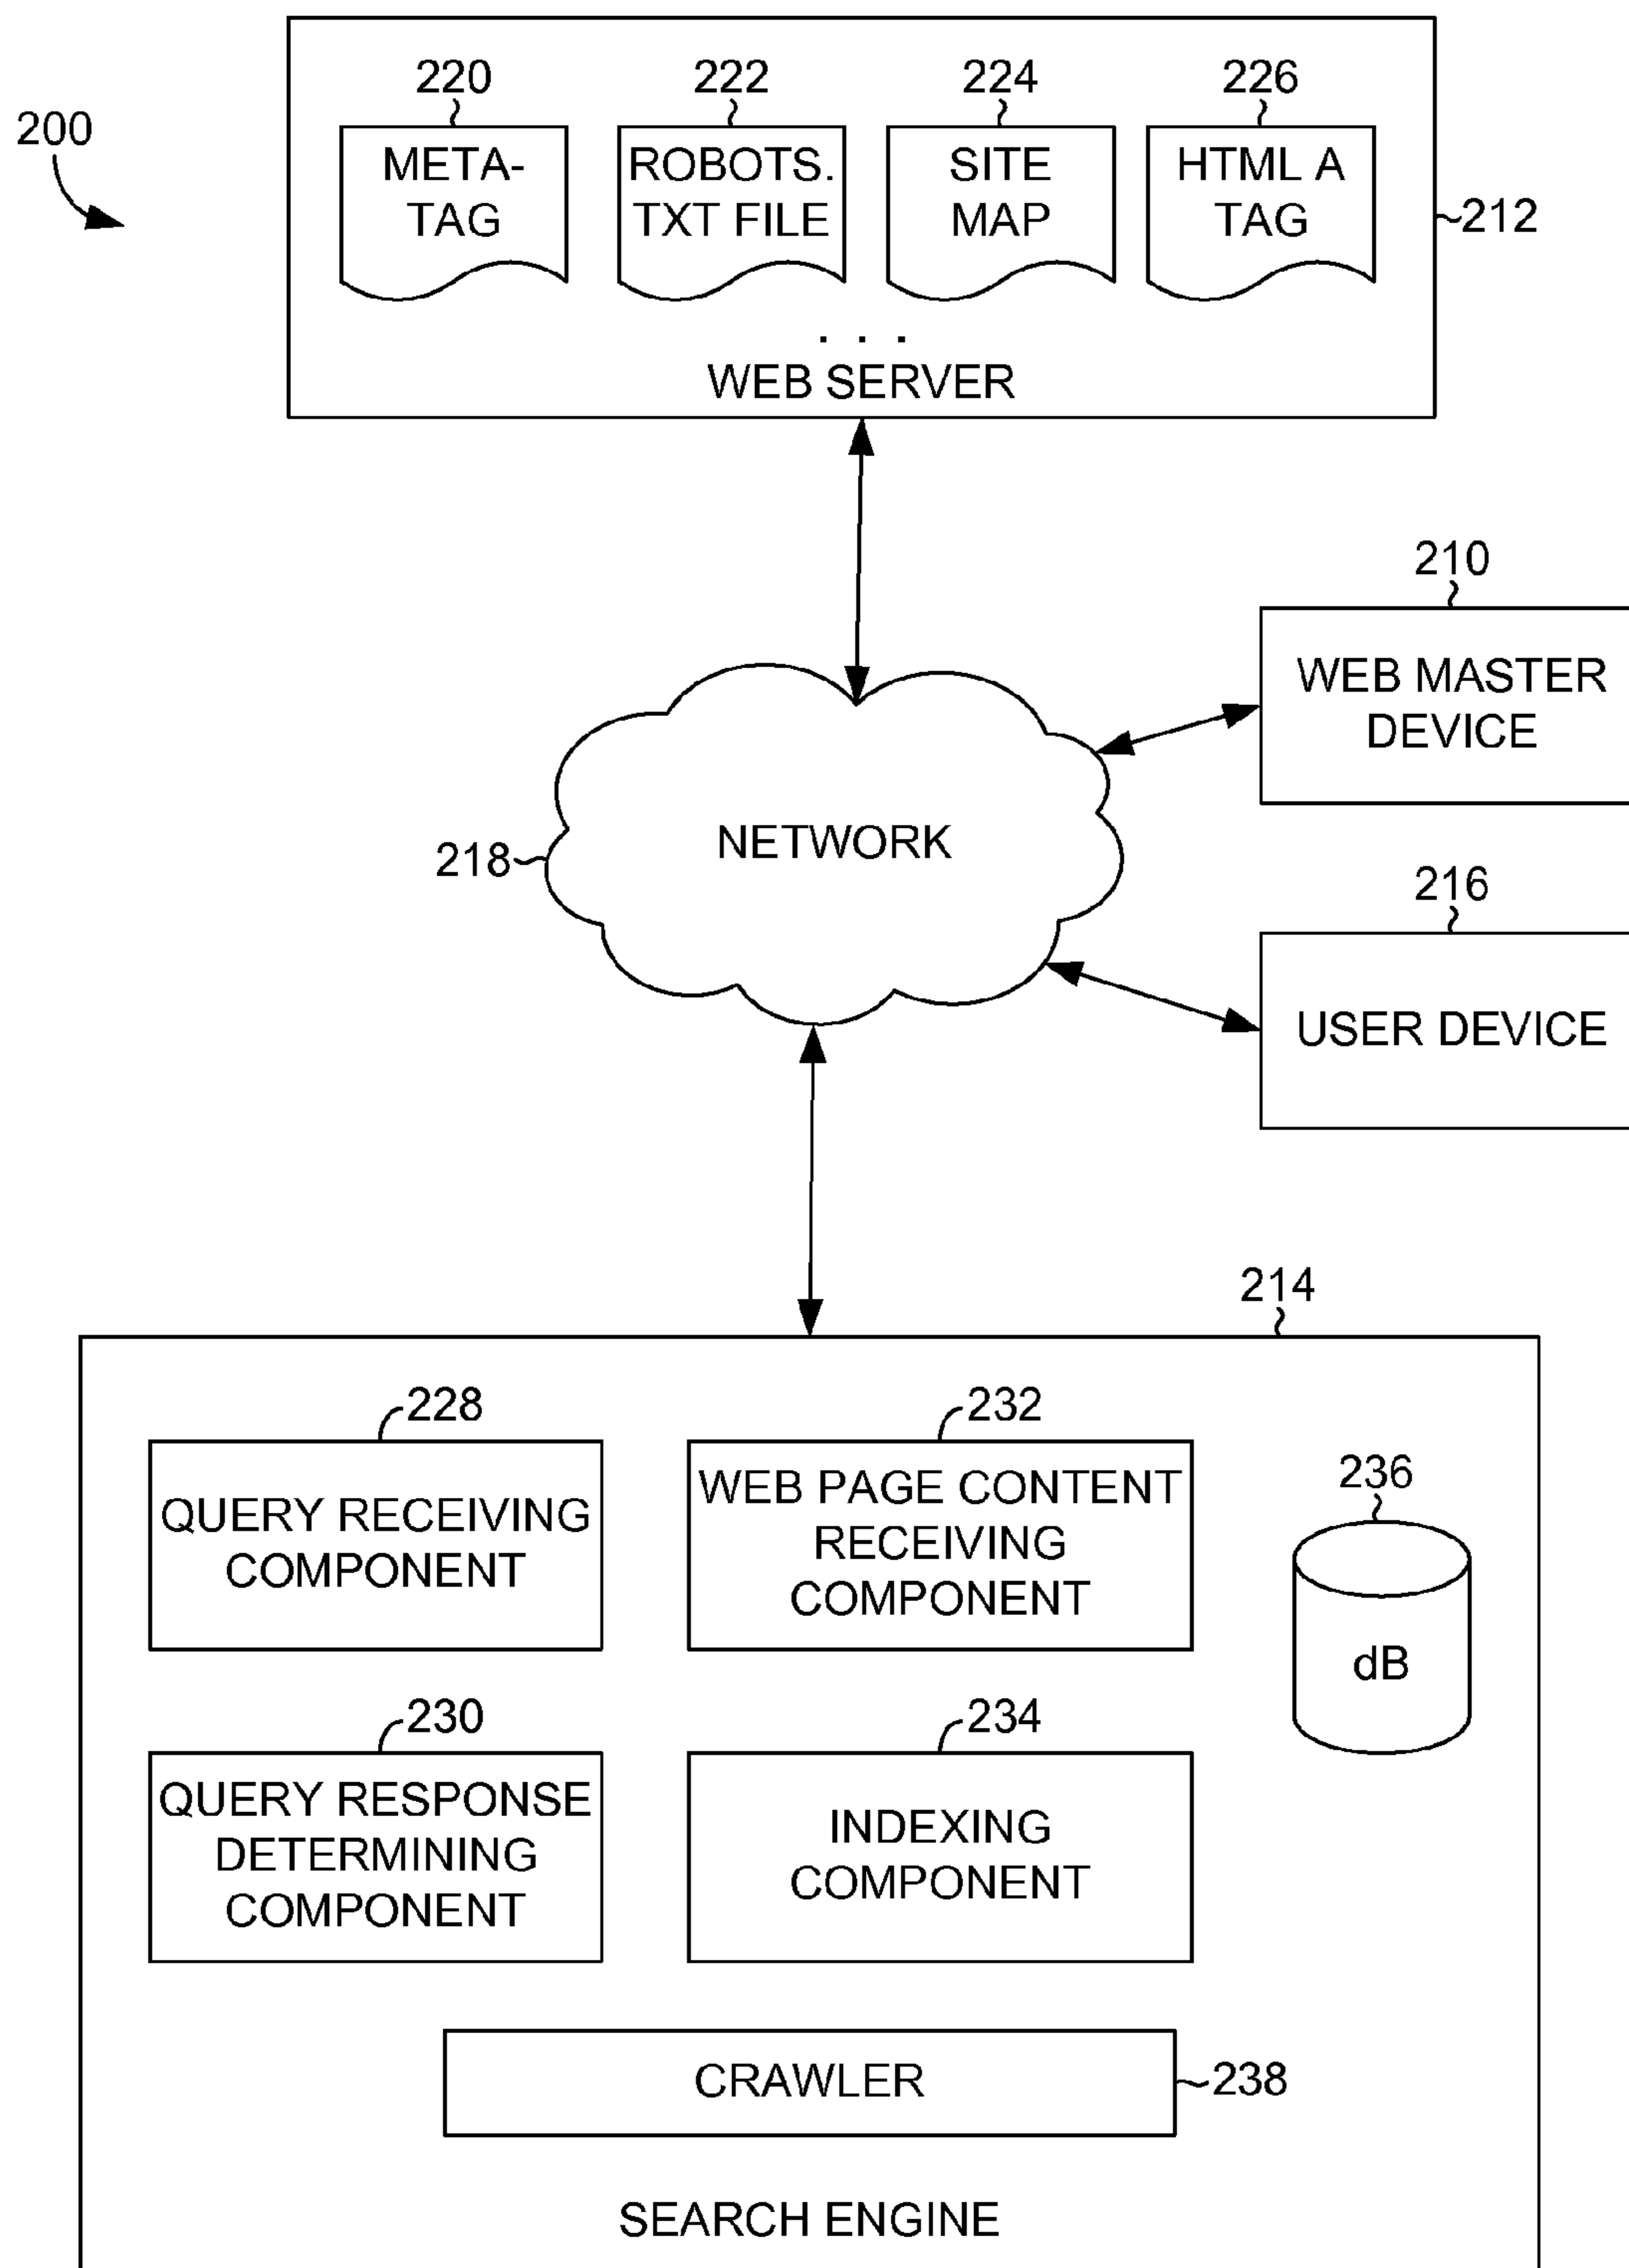 200
220
222
224
226
META-
TAG
ROBOTS.
TXT FILE
SITE
MAP
HTML A
TAG
212
. . .
WEB SERVER
210
WEB MASTER
DEVICE
218
NETWORK
216
USER DEVICE
214
228
QUERY RECEIVING
COMPONENT
232
WEB PAGE CONTENT
RECEIVING
COMPONENT
236
dB
230
QUERY RESPONSE
DETERMINING
COMPONENT
234
INDEXING
COMPONENT
CRAWLER
238
SEARCH ENGINE